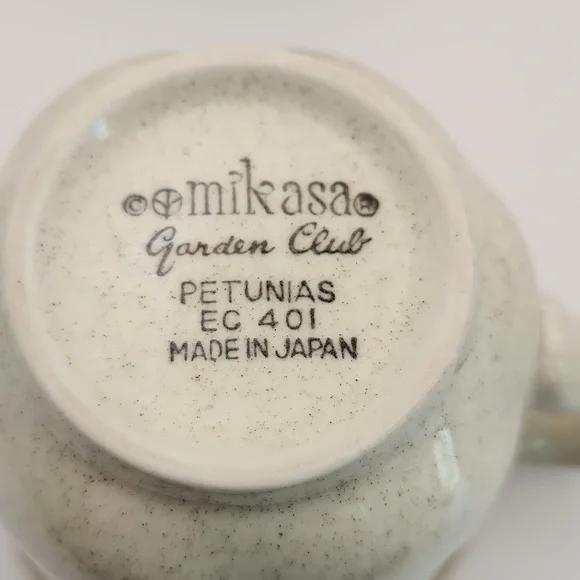 © mikasa ®
Garden Club
PETUNIAS
EC 401
MADE IN JAPAN